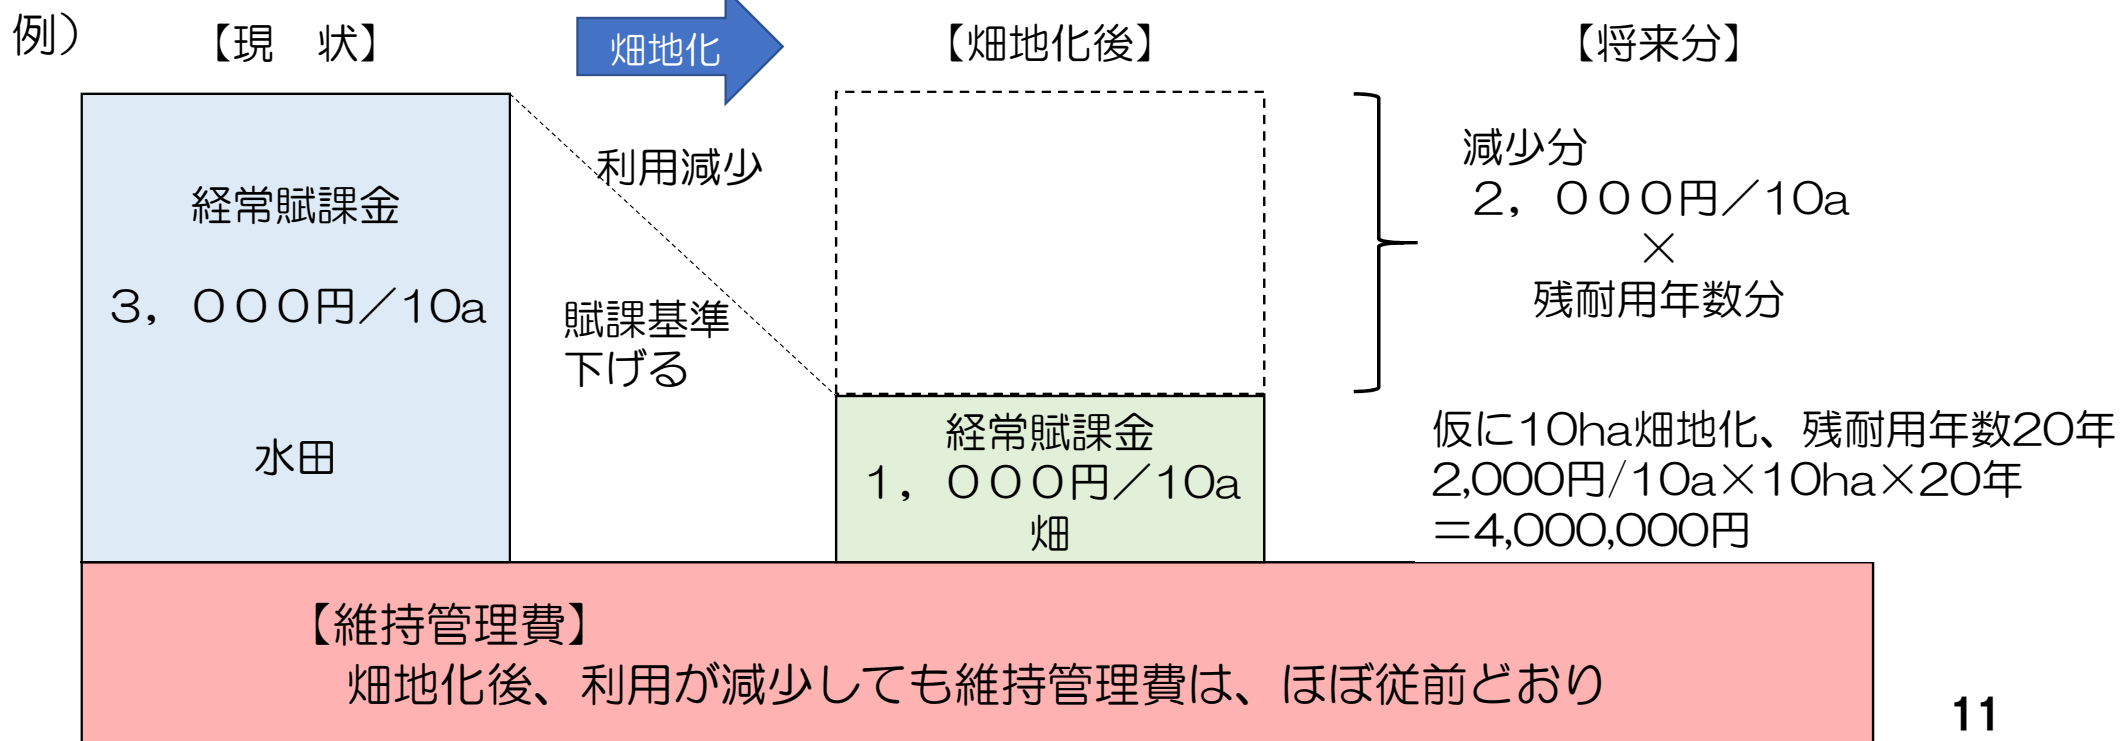 例）
【現　状】
畑地化
【畑地化後】
【将来分】
経常賦課金
３，０００円／10a
水田
利用減少
賦課基準
下げる
経常賦課金
１，０００円／10a
畑
減少分
２，０００円／10a
×
残耐用年数分
仮に10ha畑地化、残耐用年数20年
2,000円/10a×10ha×20年
＝4,000,000円
【維持管理費】
畑地化後、利用が減少しても維持管理費は、ほぼ従前どおり
11